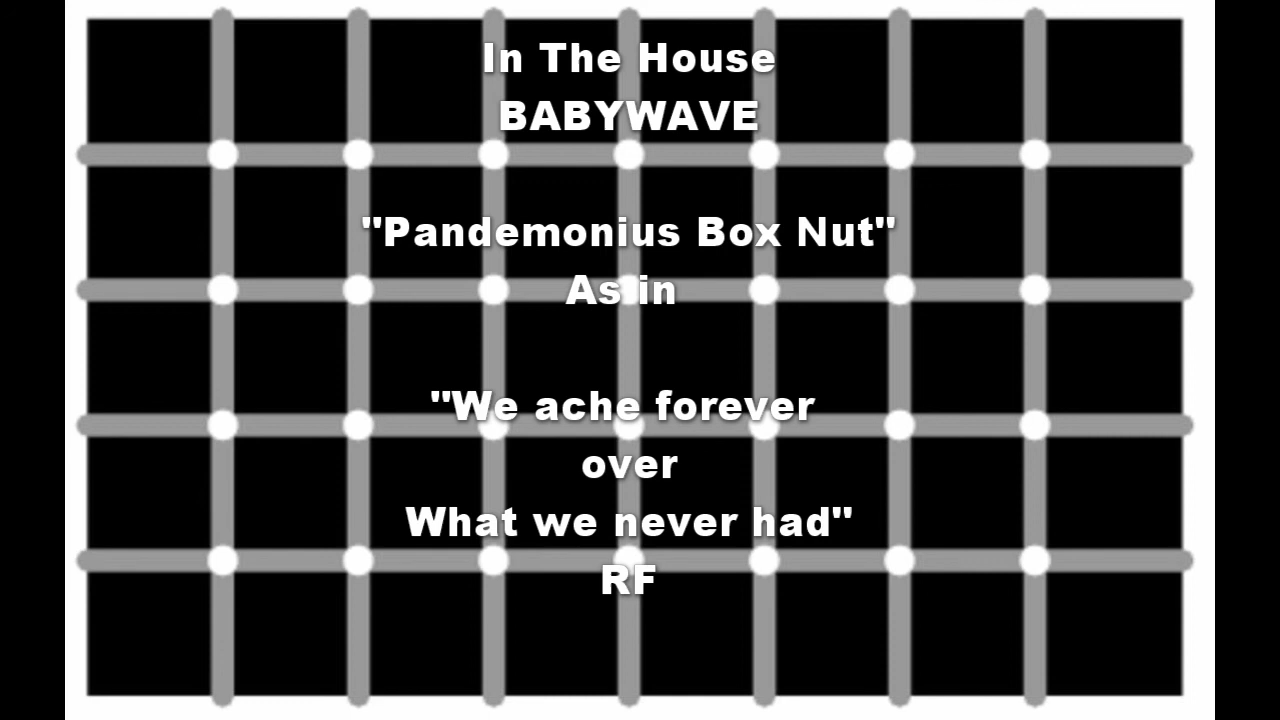 In The House
BABYWAVE
"Pandemonius Box Nut"
As in
"We ache forever
over
What we never had"
RF